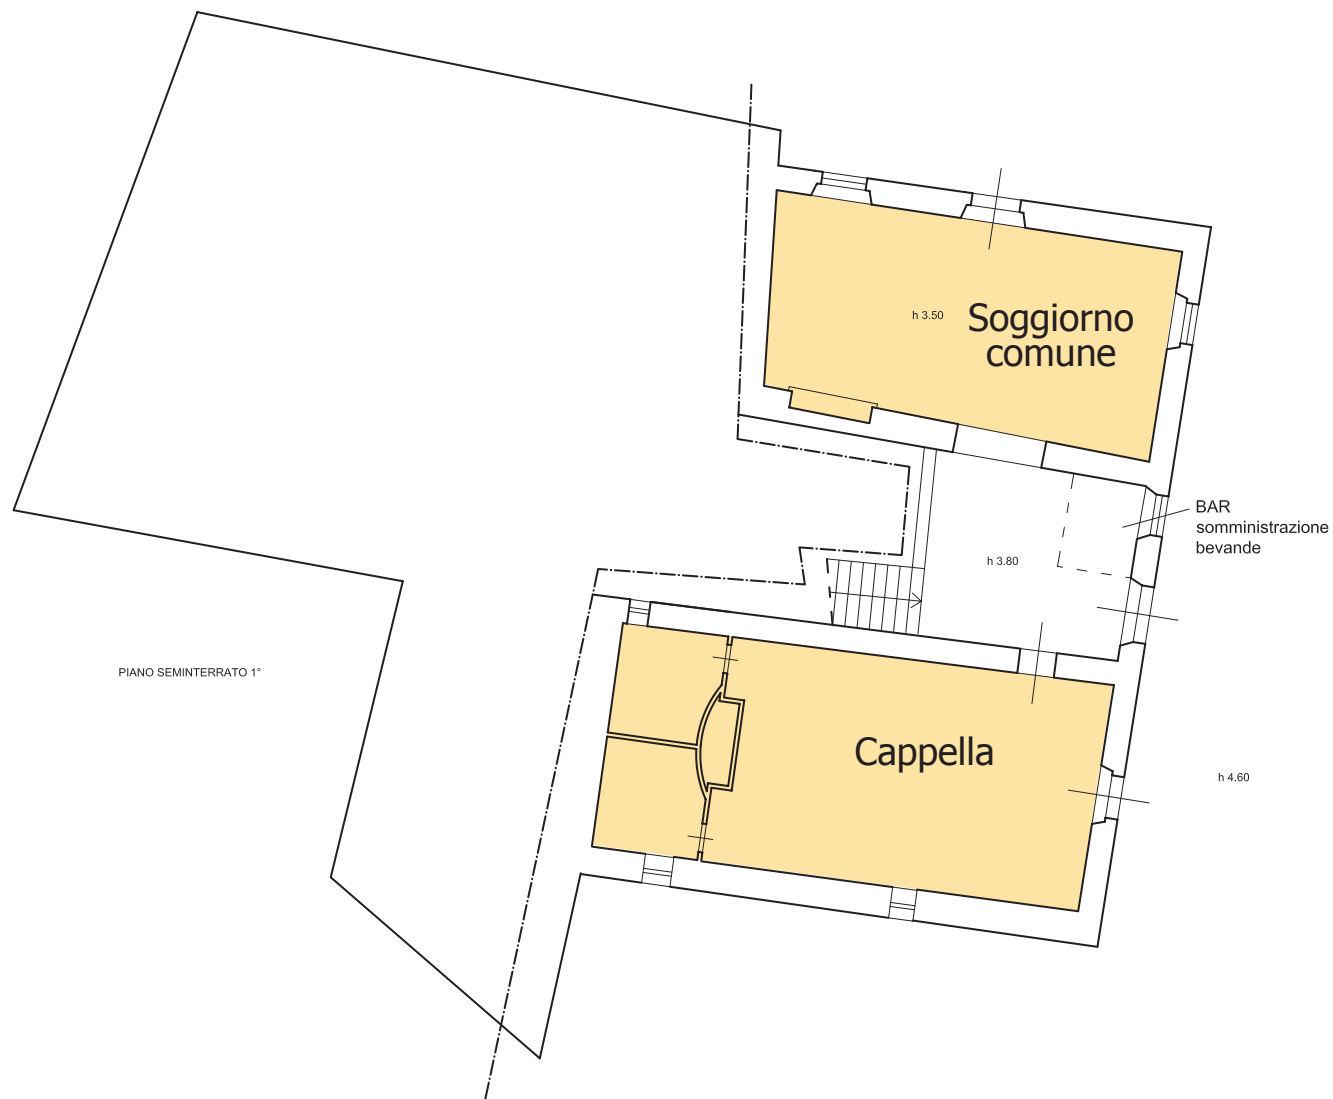 h 3.50
Soggiorno
comune
BAR
somministrazione
bevande
h 3.80
PIANO SEMINTERRATO 1°
Cappella
h 4.60